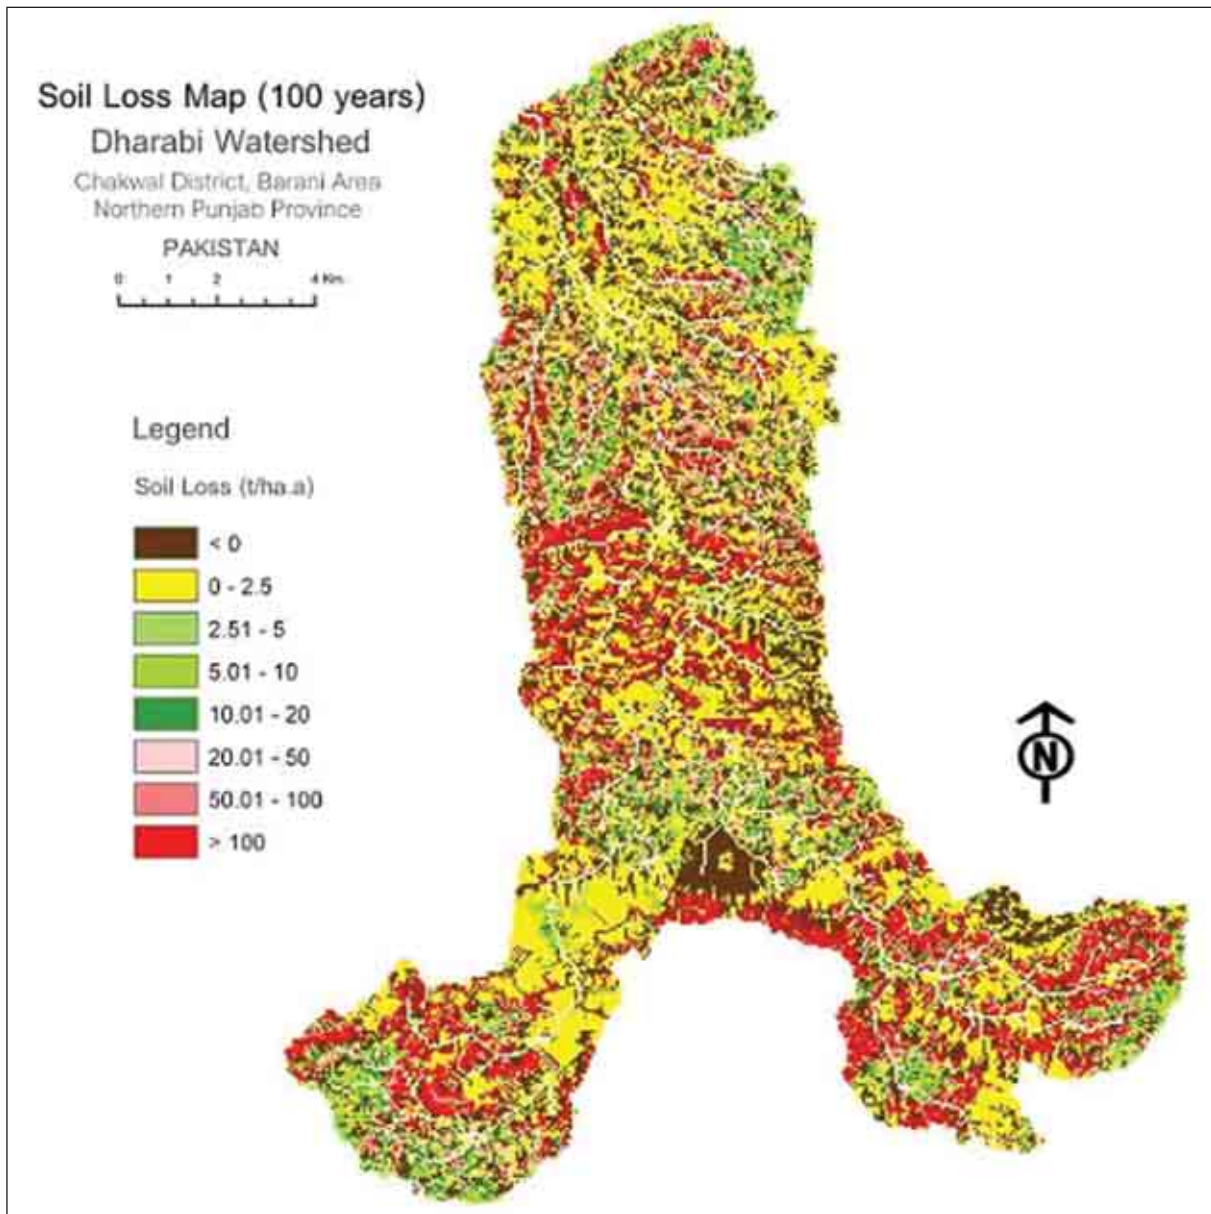 Soil Loss Map (100 years)
Dharabi Watershed
Chakwal District, Barani Area
Northern Punjab Province
PAKISTAN
0 1 2 4 Km.
Legend
Soil Loss (t/ha.a)
< 0
0 - 2.5
2.51 - 5
5.01 - 10
10.01 - 20
20.01 - 50
50.01 - 100
> 100
N